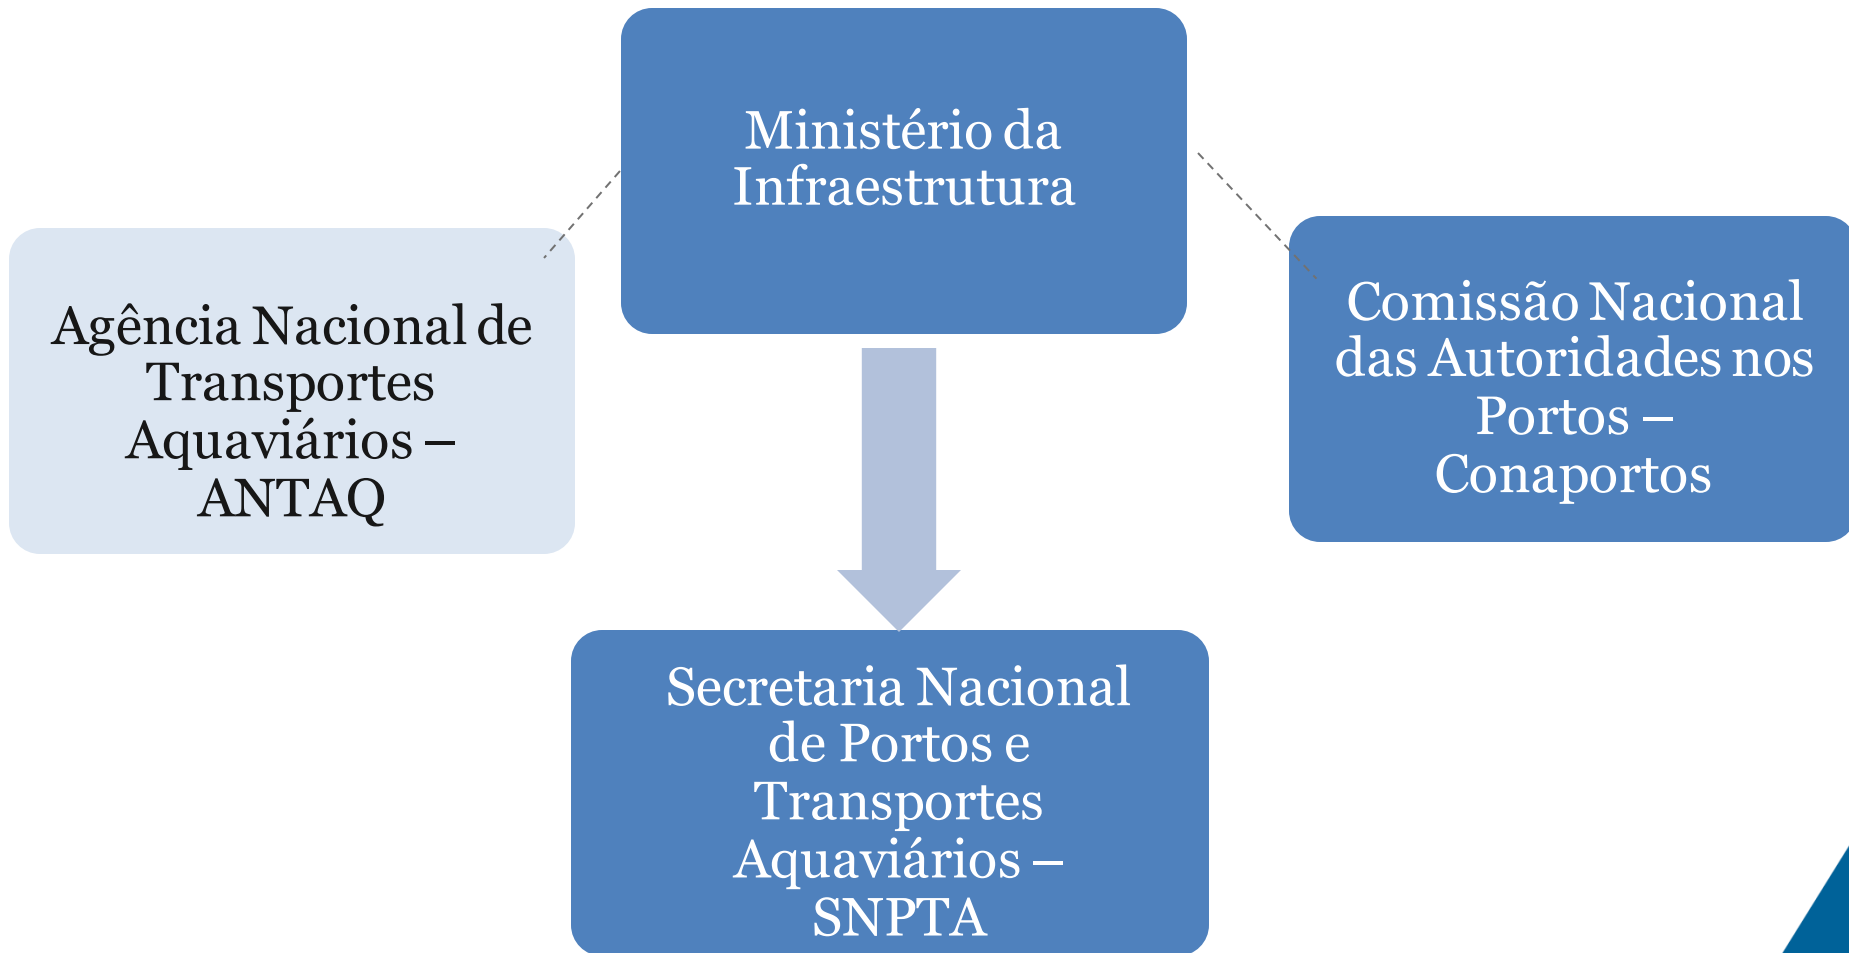 Ministério da
Infraestrutura
Agência Nacional de
Transportes
Aquaviários –
ANTAQ
Comissão Nacional
das Autoridades nos
Portos –
Conaportos
Secretaria Nacional
de Portos e
Transportes
Aquaviários –
SNPTA